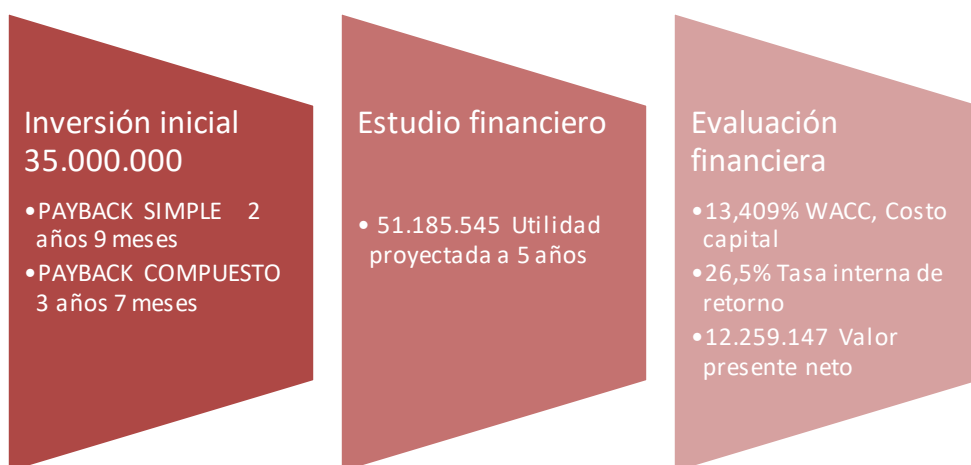 Inversión inicial
35.000.000
•PAYBACK SIMPLE 2
años 9 meses
•PAYBACK COMPUESTO
3 años 7 meses
Estudio financiero
• 51.185.545 Utilidad
proyectada a 5 años
Evaluación
financiera
•13,409% WACC, Costo
capital
•26,5% Tasa interna de
retorno
•12.259.147 Valor
presente neto